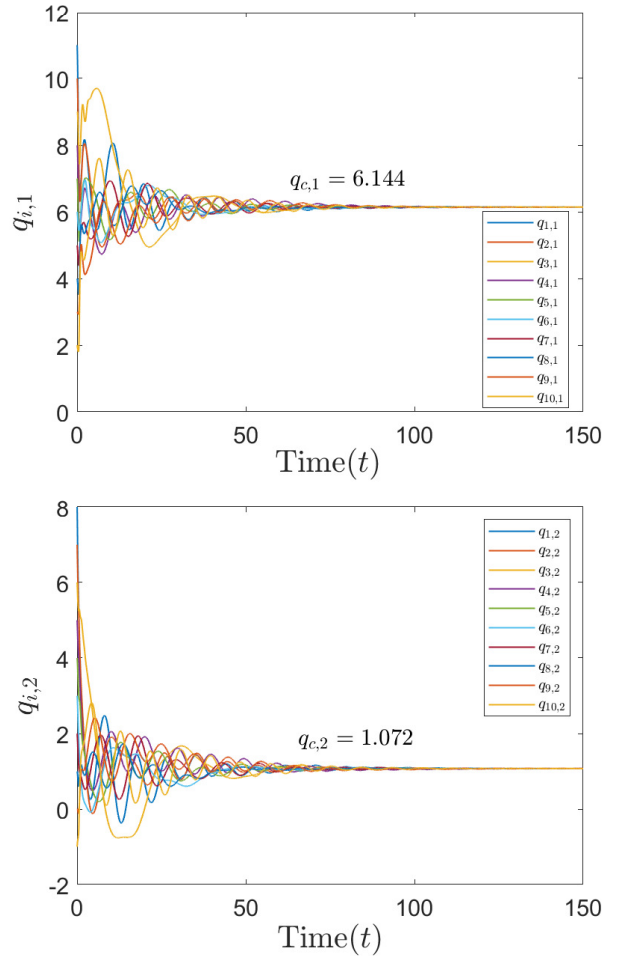 12
10
8
6
4
2
0
q_{i,1}
q_{c,1} = 6.144
q_{1,1}
q_{2,1}
q_{3,1}
q_{4,1}
q_{5,1}
q_{6,1}
q_{7,1}
q_{8,1}
q_{9,1}
q_{10,1}
0 50 100 150
Time(t)
8
6
4
2
0
-2
q_{i,2}
q_{c,2} = 1.072
q_{1,2}
q_{2,2}
q_{3,2}
q_{4,2}
q_{5,2}
q_{6,2}
q_{7,2}
q_{8,2}
q_{9,2}
q_{10,2}
0 50 100 150
Time(t)